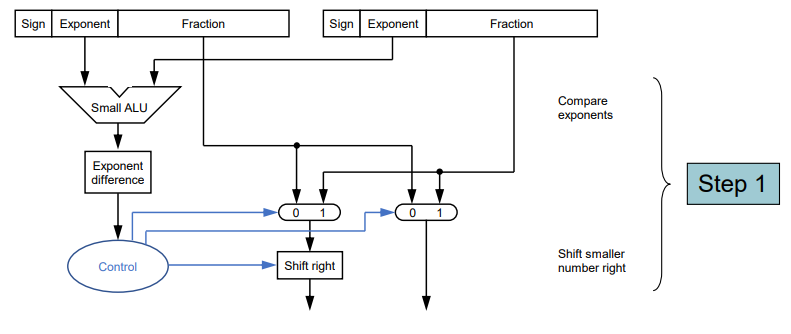 Sign Exponent Fraction Sign Exponent Fraction
Small ALU
Compare
exponents
Exponent
difference
Step 1
0 1 0 1
Control
Shift right
Shift smaller
number right